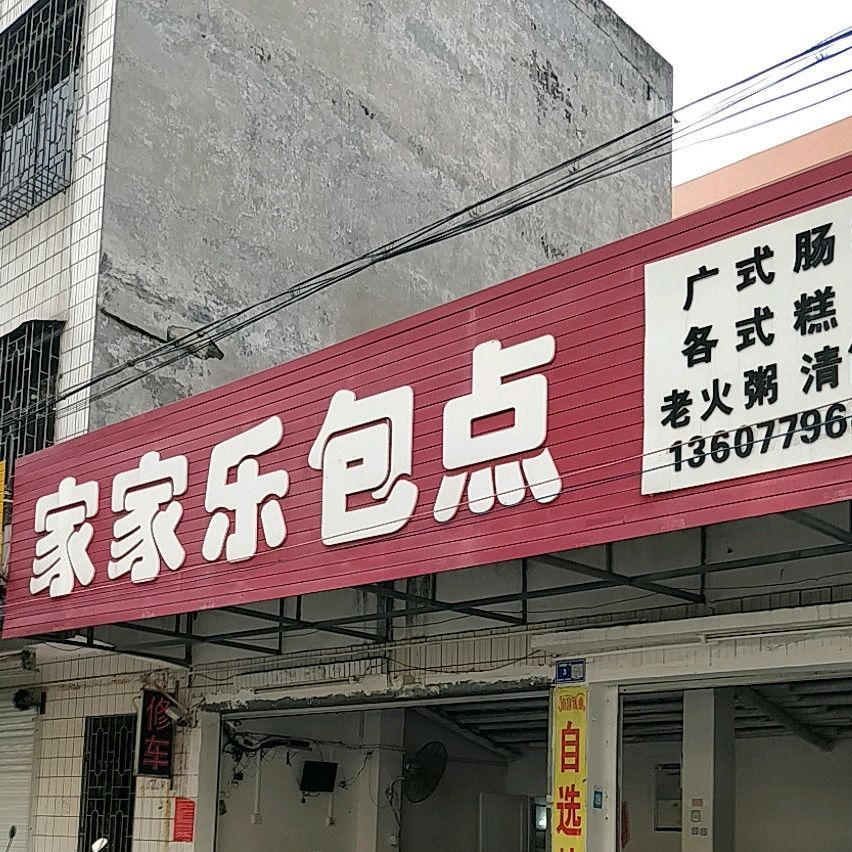 家家乐包点
广式肠
各式糕
老火粥 清
13607796
修车
自选
3